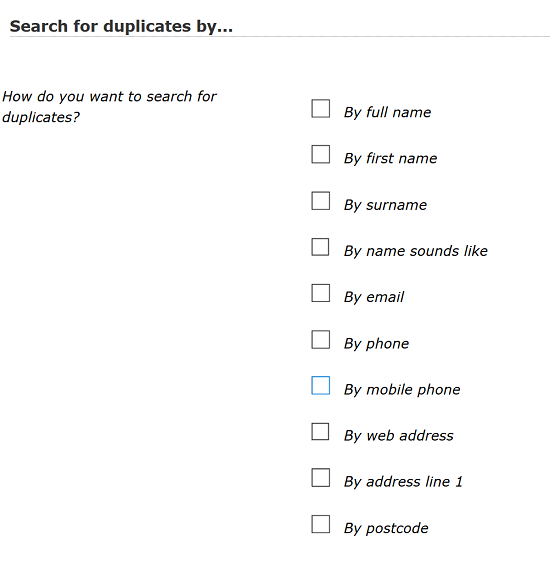 Search for duplicates by...
How do you want to search for
duplicates?
By full name
By first name
By surname
By name sounds like
By email
By phone
By mobile phone
By web address
By address line 1
By postcode